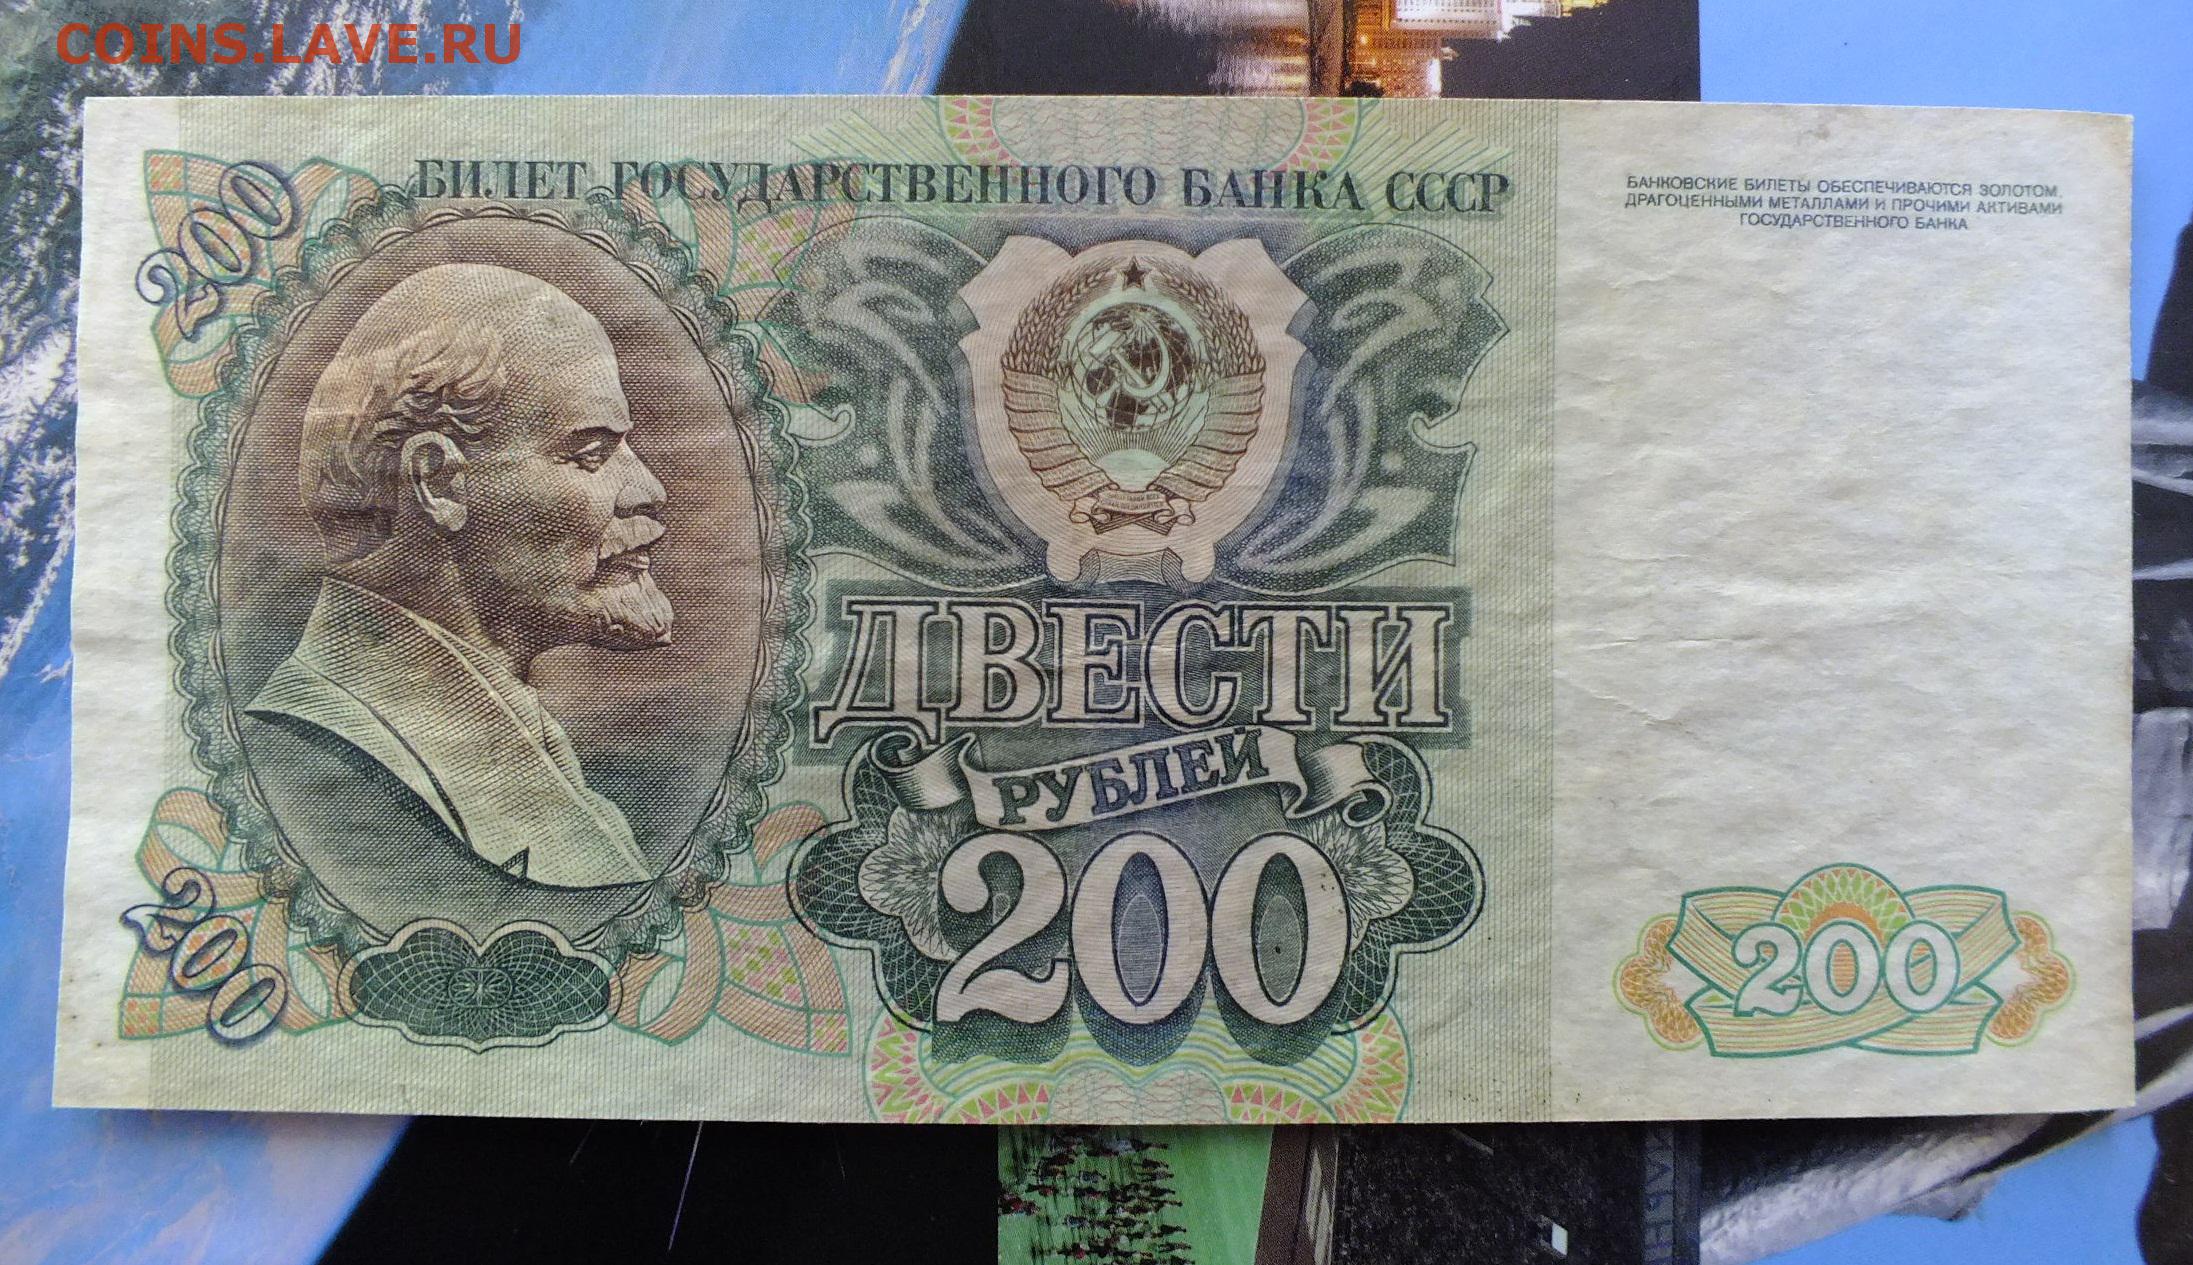 COINS.LAVE.RU
БИЛЕТ ГОСУДАРСТВЕННОГО БАНКА СССР
БАНКОВСКИЕ БИЛЕТЫ ОБЕСПЕЧИВАЮТСЯ ЗОЛОТОМ,
ДРАГОЦЕННЫМИ МЕТАЛЛАМИ И ПРОЧИМИ АКТИВАМИ
ГОСУДАРСТВЕННОГО БАНКА
200
ДВЕСТИ
РУБЛЕЙ
200
200
200